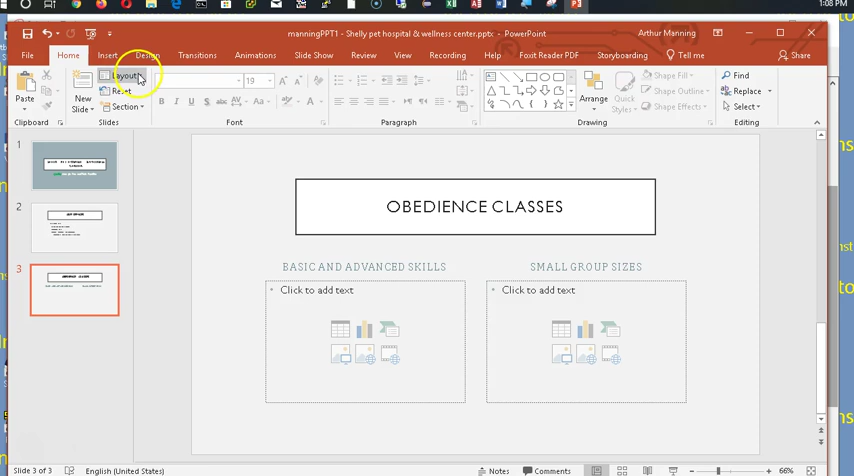 1:08 PM
manningPPT1 - Shelly pet hospital & wellness center.pptx - PowerPoint
Arthur Manning
File Home Insert Design Transitions Animations Slide Show Review View Recording Help Foxit Reader PDF Storyboarding Tell me Share
Layout
Reset
Section
Paste
New
Slide
19
B I U S
Arrange
Quick
Styles
Shape Fill
Shape Outline
Shape Effects
Find
Replace
Select
Clipboard Slides Font Paragraph Drawing Editing
1
2
3
OBEDIENCE CLASSES
BASIC AND ADVANCED SKILLS
SMALL GROUP SIZES
• Click to add text
• Click to add text
Slide 3 of 3 English (United States) Notes Comments 66%